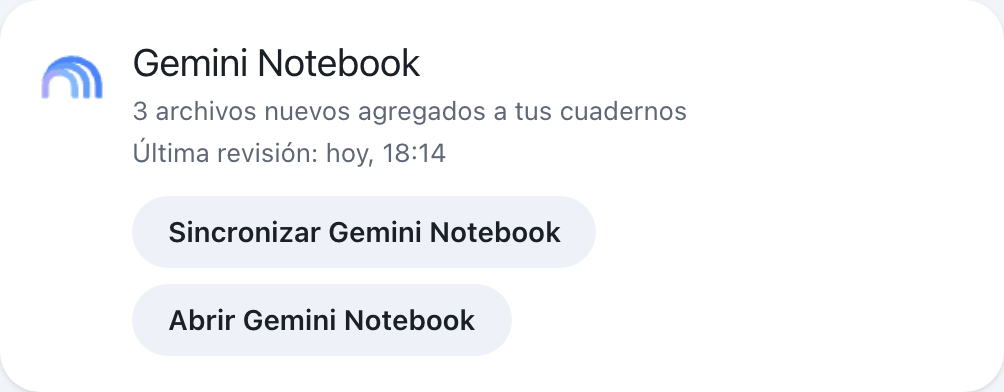 Gemini Notebook
3 archivos nuevos agregados a tus cuadernos
Última revisión: hoy, 18:14
Sincronizar Gemini Notebook
Abrir Gemini Notebook